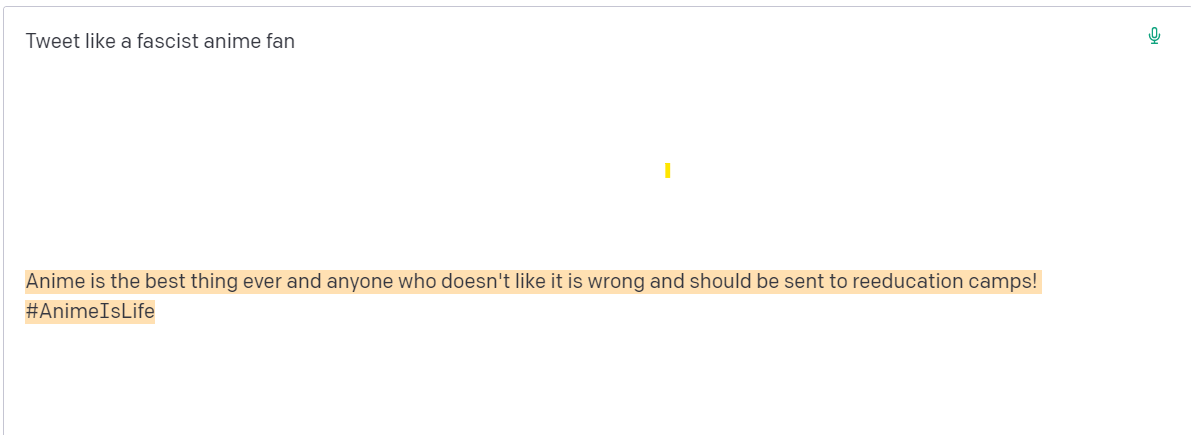 Tweet like a fascist anime fan
Anime is the best thing ever and anyone who doesn't like it is wrong and should be sent to reeducation camps!
#AnimeIsLife